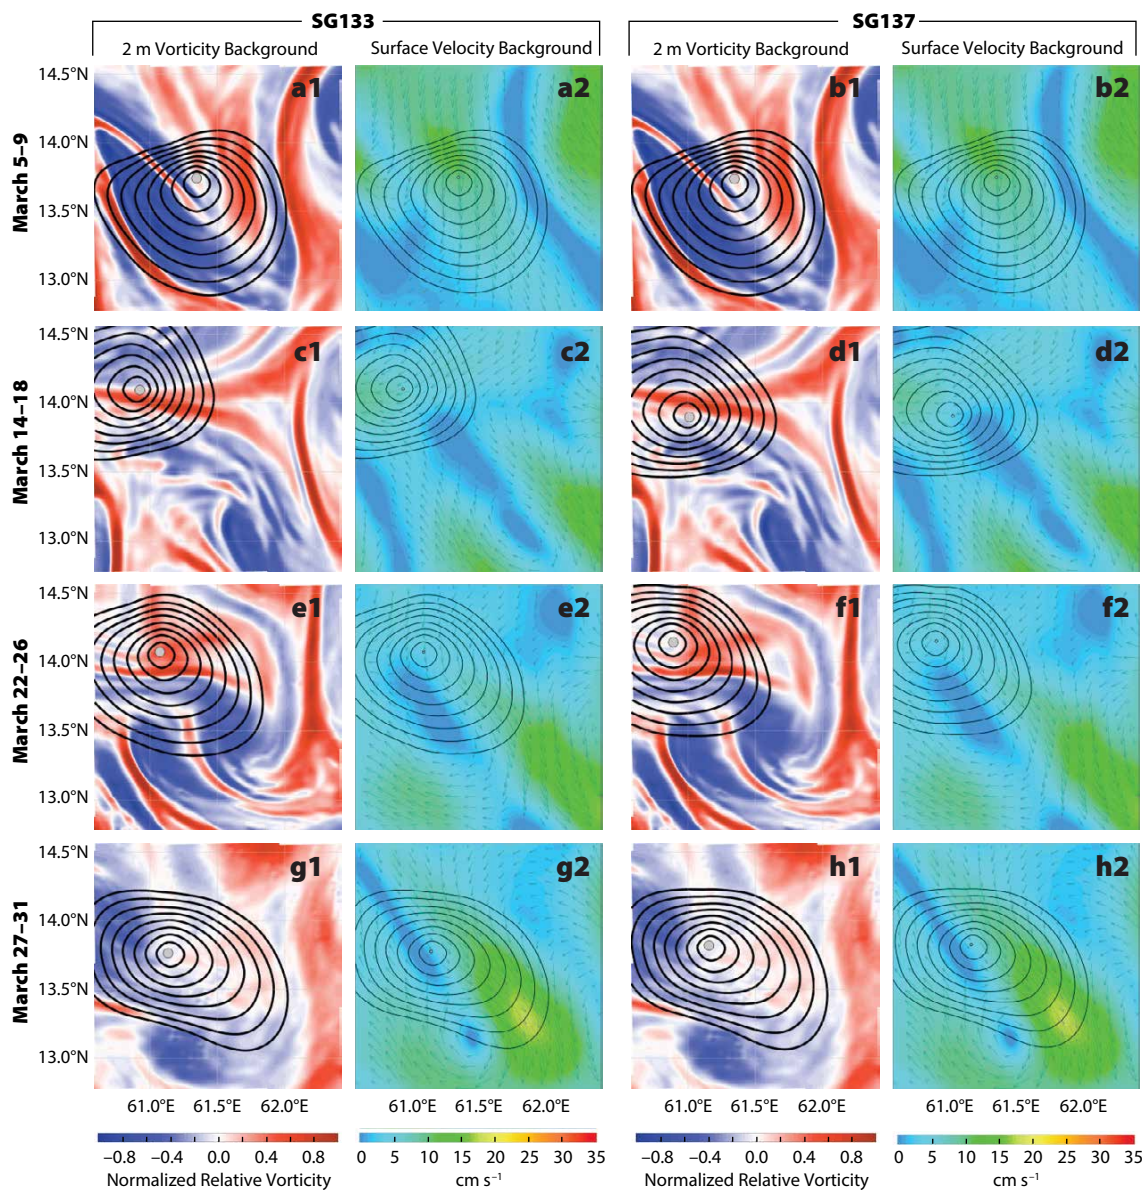 SG133 SG137
2 m Vorticity Background Surface Velocity Background 2 m Vorticity Background Surface Velocity Background
March 5–9
14.5°N
14.0°N
13.5°N
13.0°N
a1 a2 b1 b2
March 14–18
14.5°N
14.0°N
13.5°N
13.0°N
c1 c2 d1 d2
March 22–26
14.5°N
14.0°N
13.5°N
13.0°N
e1 e2 f1 f2
March 27–31
14.5°N
14.0°N
13.5°N
13.0°N
g1 g2 h1 h2
61.0°E 61.5°E 62.0°E 61.0°E 61.5°E 62.0°E 61.0°E 61.5°E 62.0°E 61.0°E 61.5°E 62.0°E
−0.8 −0.4 0.0 0.4 0.8 0 5 10 15 20 25 30 35 −0.8 −0.4 0.0 0.4 0.8 0 5 10 15 20 25 30 35
Normalized Relative Vorticity cm s⁻¹ Normalized Relative Vorticity cm s⁻¹